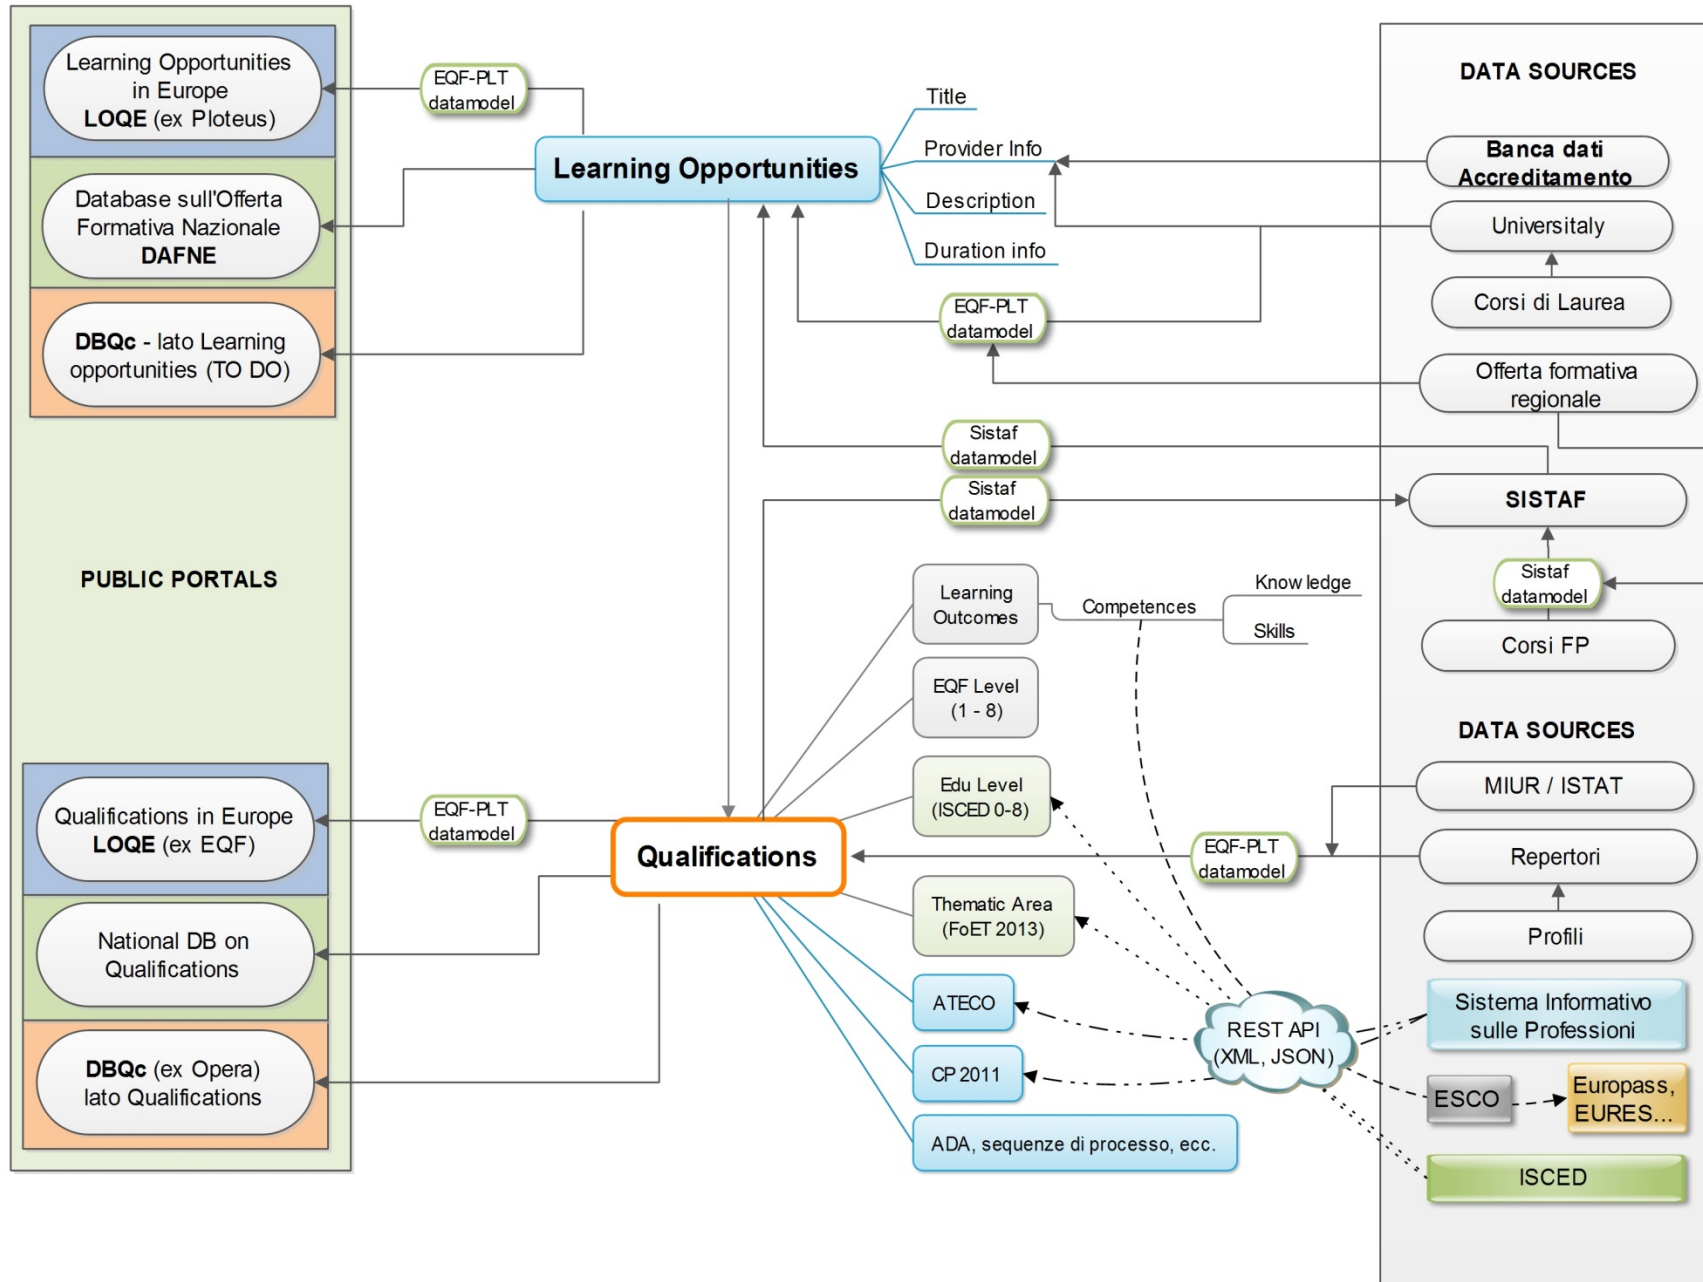 Learning Opportunities
in Europe
LOQE (ex Ploteus)
Database sull'Offerta
Formativa Nazionale
DAFNE
DBQc - lato Learning
opportunities (TO DO)
PUBLIC PORTALS
Qualifications in Europe
LOQE (ex EQF)
National DB on
Qualifications
DBQc (ex Opera)
lato Qualifications
EQF-PLT
datamodel
Learning Opportunities
Title
Provider Info
Description
Duration info
EQF-PLT
datamodel
Sistaf
datamodel
Sistaf
datamodel
Learning
Outcomes
Competences
Knowledge
Skills
EQF Level
(1 - 8)
Edu Level
(ISCED 0-8)
EQF-PLT
datamodel
Qualifications
EQF-PLT
datamodel
Thematic Area
(FoET 2013)
ATECO
CP 2011
ADA, sequenze di processo, ecc.
REST API
(XML, JSON)
DATA SOURCES
Banca dati
Accreditamento
Universitaly
Corsi di Laurea
Offerta formativa
regionale
SISTAF
Sistaf
datamodel
Corsi FP
DATA SOURCES
MIUR / ISTAT
Repertori
Profili
Sistema Informativo
sulle Professioni
ESCO
Europass,
EURES...
ISCED